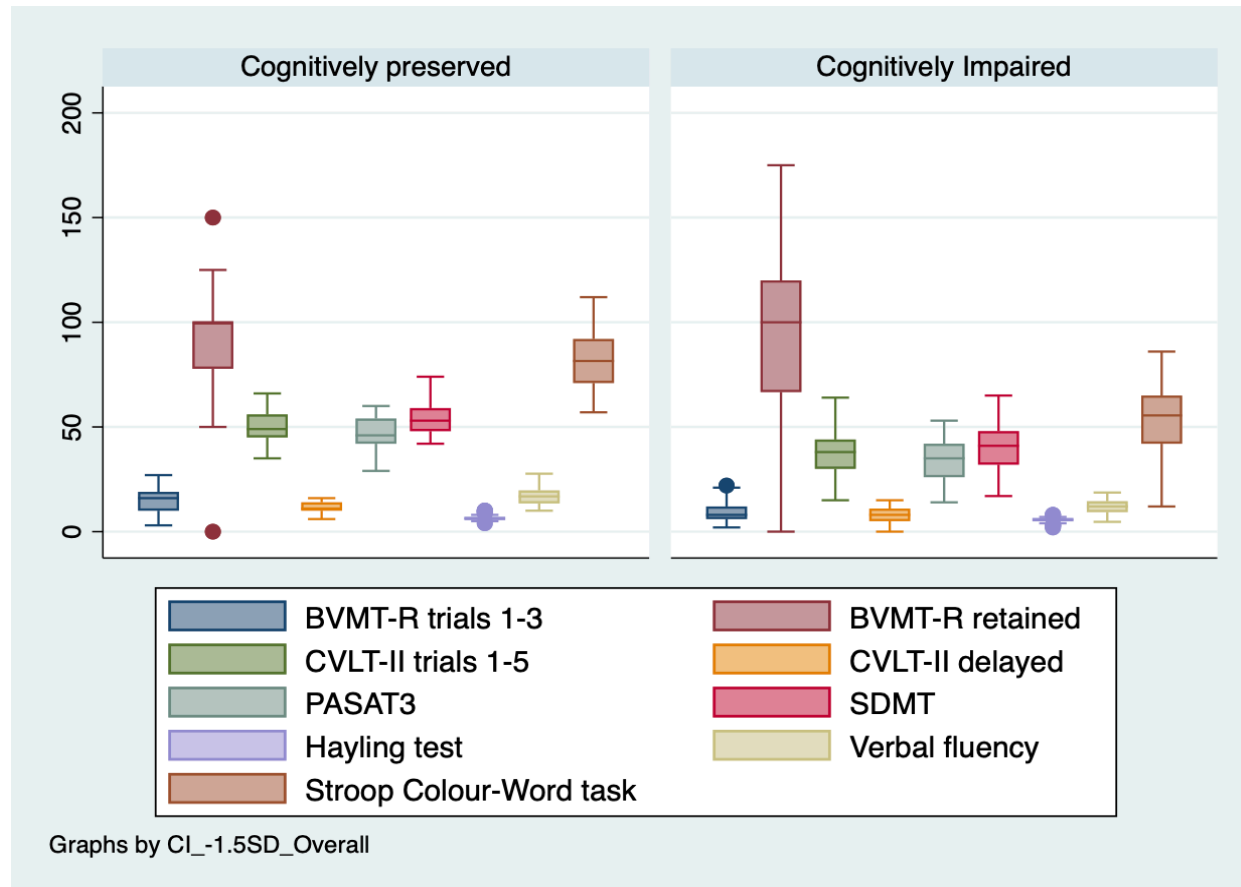 Cognitively preserved
Cognitively Impaired
200
150
100
50
0
BVMT-R trials 1-3
BVMT-R retained
CVLT-II trials 1-5
CVLT-II delayed
PASAT3
SDMT
Hayling test
Verbal fluency
Stroop Colour-Word task
Graphs by CI_-1.5SD_Overall